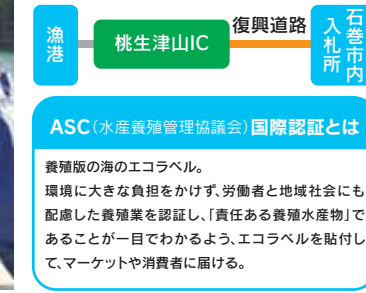 漁港
桃生津山IC
復興道路
石巻市内
入札所
ASC(水産養殖管理協議会)国際認証とは
養殖版の海のエコラベル。
環境に大きな負担をかけず、労働者と地域社会にも
配慮した養殖業を認証し、「責任ある養殖水産物」で
あることが一目でわかるよう、エコラベルを貼付し
て、マーケットや消費者に届ける。